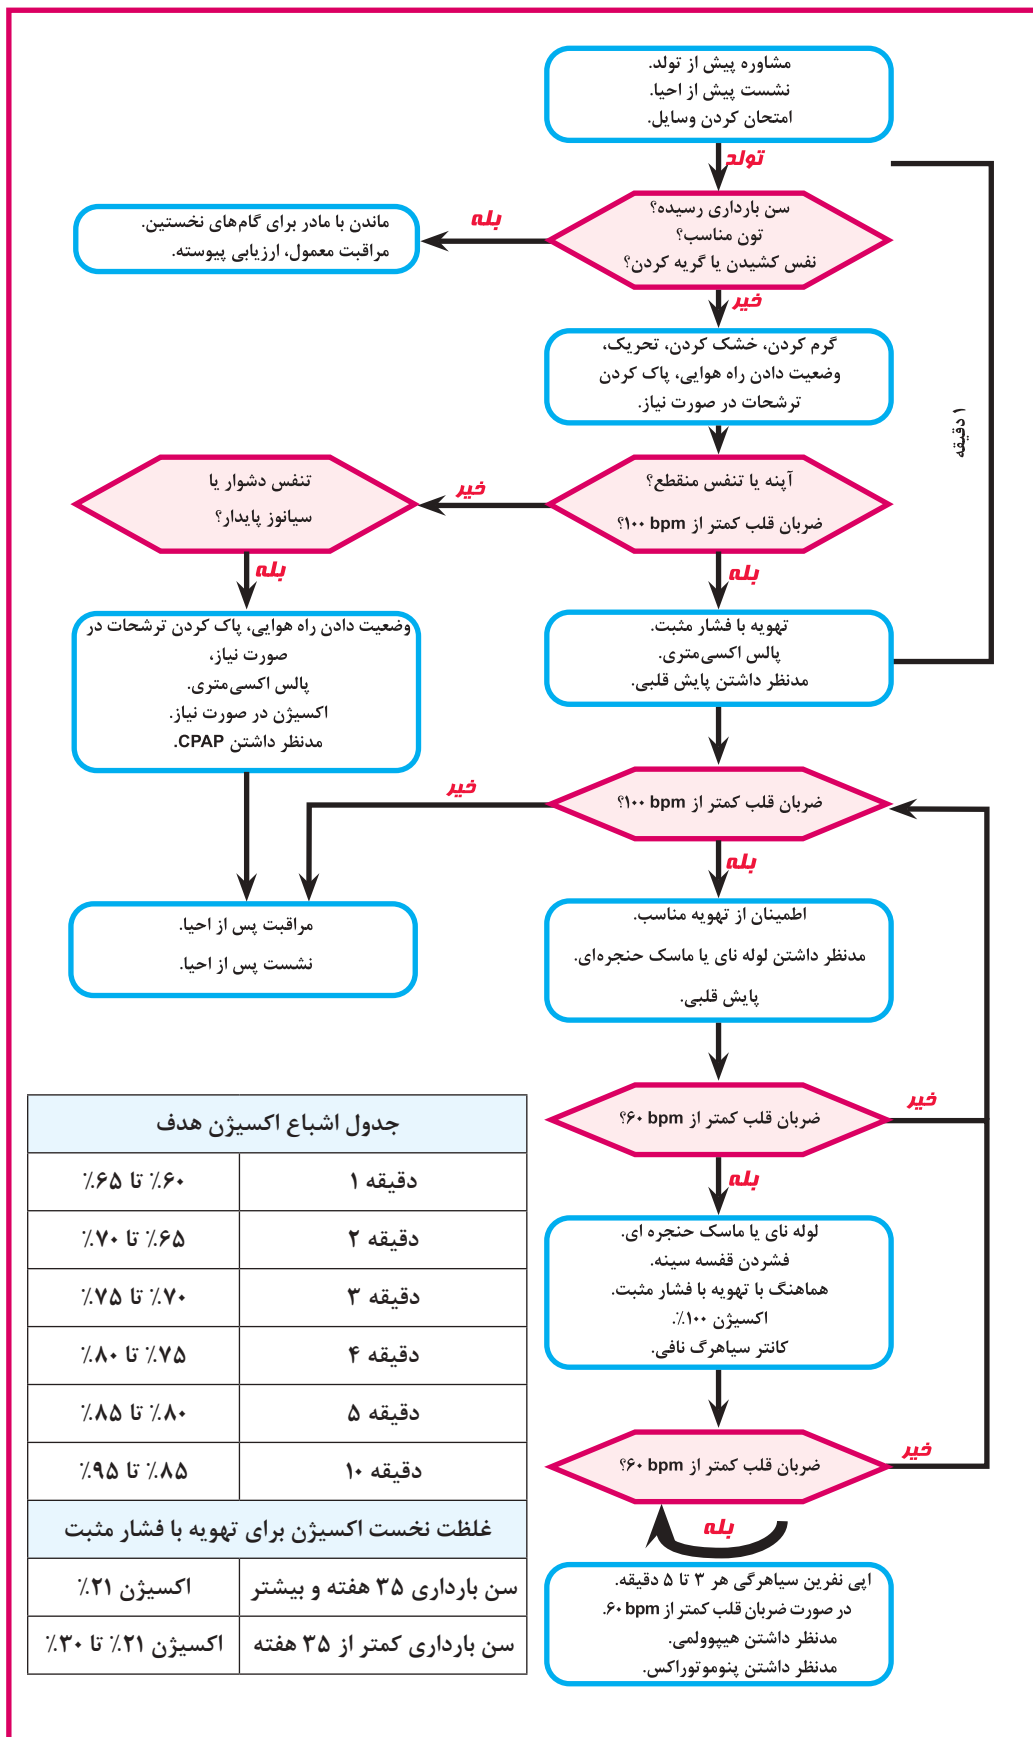 مشاوره پیش از تولد.
نشست پیش از احیا.
امتحان کردن وسایل.
تولد
سن بارداری رسیده؟
تون مناسب؟
نفس کشیدن یا گریه کردن؟
بله
ماندن با مادر برای گام‌های نخستین.
مراقبت معمول، ارزیابی پیوسته.
خیر
گرم کردن، خشک کردن، تحریک،
وضعیت دادن راه هوایی، پاک کردن
ترشحات در صورت نیاز.
۱ دقیقه
آپنه یا تنفس منقطع؟
ضربان قلب کمتر از ۱۰۰ bpm؟
خیر
تنفس دشوار یا
سیانوز پایدار؟
بله
وضعیت دادن راه هوایی، پاک کردن ترشحات در
صورت نیاز،
پالس اکسی‌متری.
اکسیژن در صورت نیاز.
مدنظر داشتن CPAP.
بله
تهویه با فشار مثبت.
پالس اکسی‌متری.
مدنظر داشتن پایش قلبی.
ضربان قلب کمتر از ۱۰۰ bpm؟
خیر
مراقبت پس از احیا.
نشست پس از احیا.
بله
اطمینان از تهویه مناسب.
مدنظر داشتن لوله نای یا ماسک حنجره‌ای.
پایش قلبی.
ضربان قلب کمتر از ۶۰ bpm؟
خیر
بله
لوله نای یا ماسک حنجره ای.
فشردن قفسه سینه.
هماهنگ با تهویه با فشار مثبت.
اکسیژن ۱۰۰٪.
کانتر سیاهرگ نافی.
ضربان قلب کمتر از ۶۰ bpm؟
خیر
بله
اپی نفرین سیاهرگی هر ۳ تا ۵ دقیقه.
در صورت ضربان قلب کمتر از ۶۰ bpm.
مدنظر داشتن هیپوولمی.
مدنظر داشتن پنوموتوراکس.
جدول اشباع اکسیژن هدف
دقیقه ۱ ۶۰٪ تا ۶۵٪
دقیقه ۲ ۶۵٪ تا ۷۰٪
دقیقه ۳ ۷۰٪ تا ۷۵٪
دقیقه ۴ ۷۵٪ تا ۸۰٪
دقیقه ۵ ۸۰٪ تا ۸۵٪
دقیقه ۱۰ ۸۵٪ تا ۹۵٪
غلظت نخست اکسیژن برای تهویه با فشار مثبت
سن بارداری ۳۵ هفته و بیشتر اکسیژن ۲۱٪
سن بارداری کمتر از ۳۵ هفته اکسیژن ۲۱٪ تا ۳۰٪